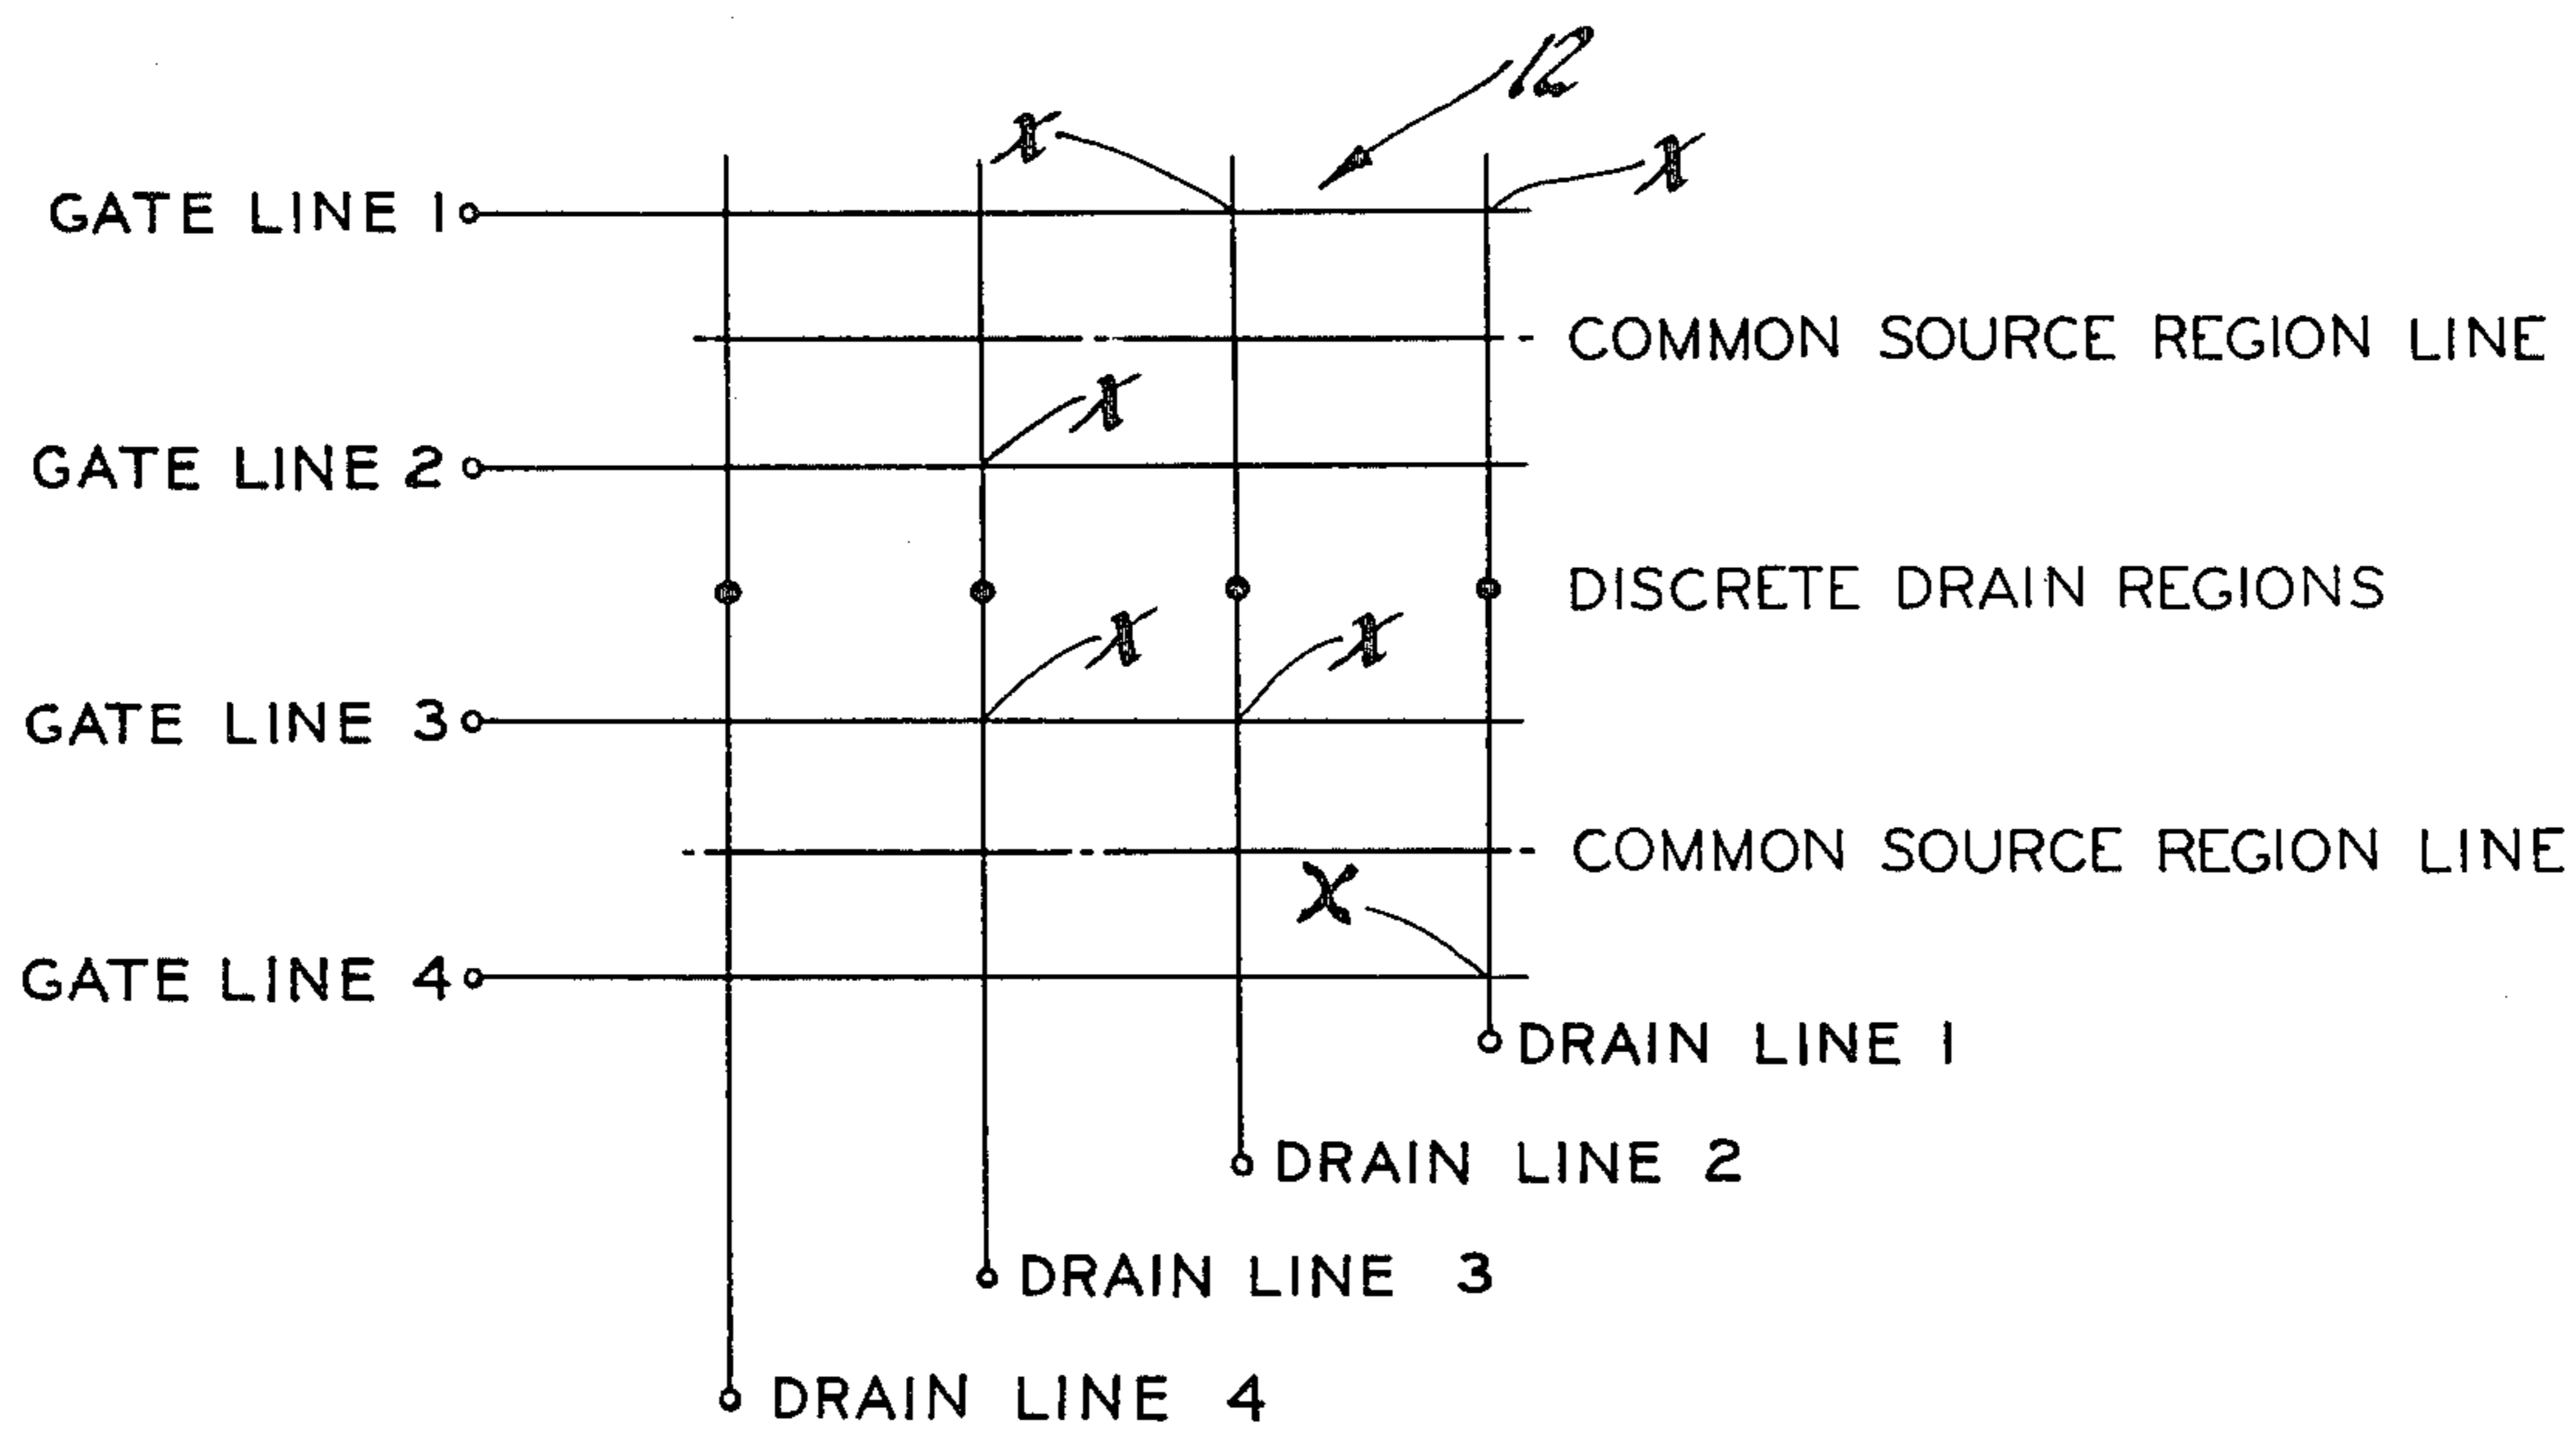 12
X
X
GATE LINE 1
COMMON SOURCE REGION LINE
X
GATE LINE 2
DISCRETE DRAIN REGIONS
X X
GATE LINE 3
COMMON SOURCE REGION LINE
X
GATE LINE 4
DRAIN LINE 1
DRAIN LINE 2
DRAIN LINE 3
DRAIN LINE 4